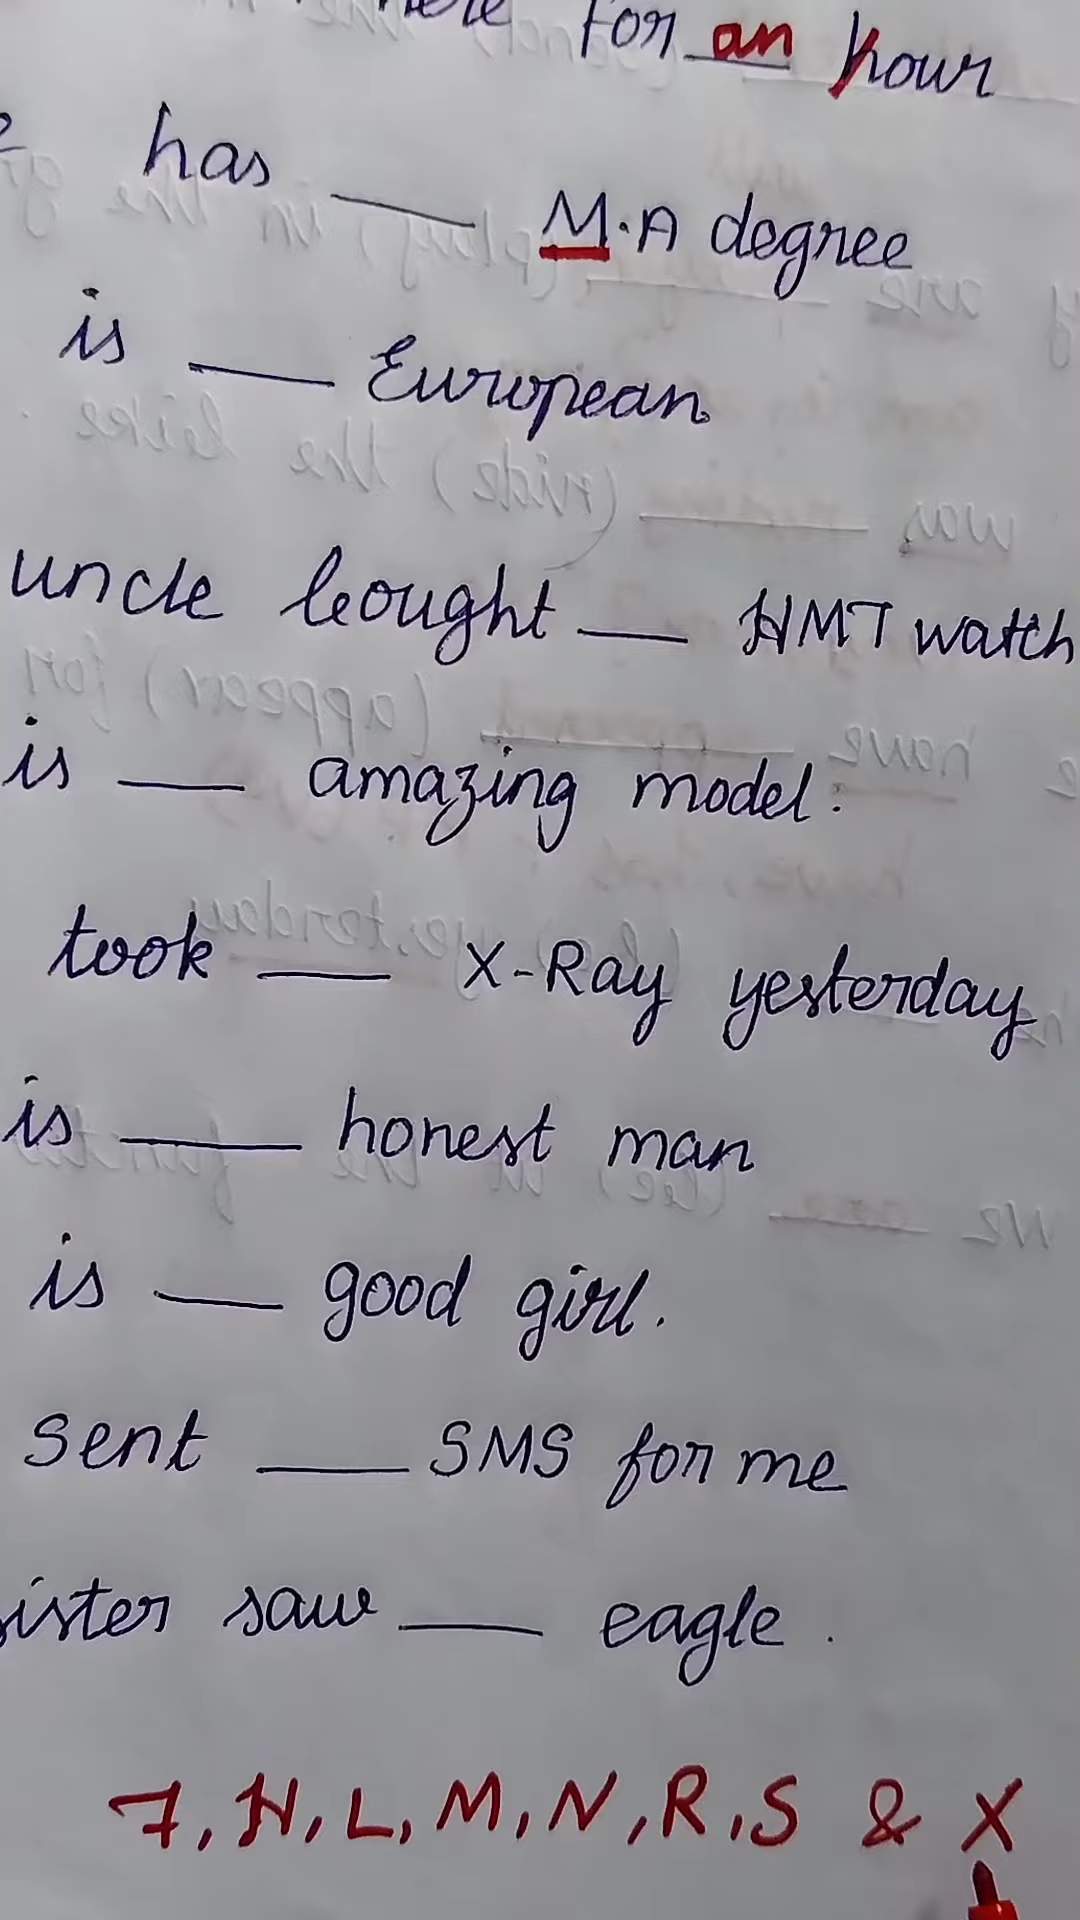 for an hour
has ___ M.A degree
is ___ European
uncle bought ___ HMT watch
is ___ amazing model.
took ___ X-Ray yesterday
is ___ honest man
is ___ good girl.
sent ___ SMS for me
sister saw ___ eagle.
7, H, L, M, N, R, S & X